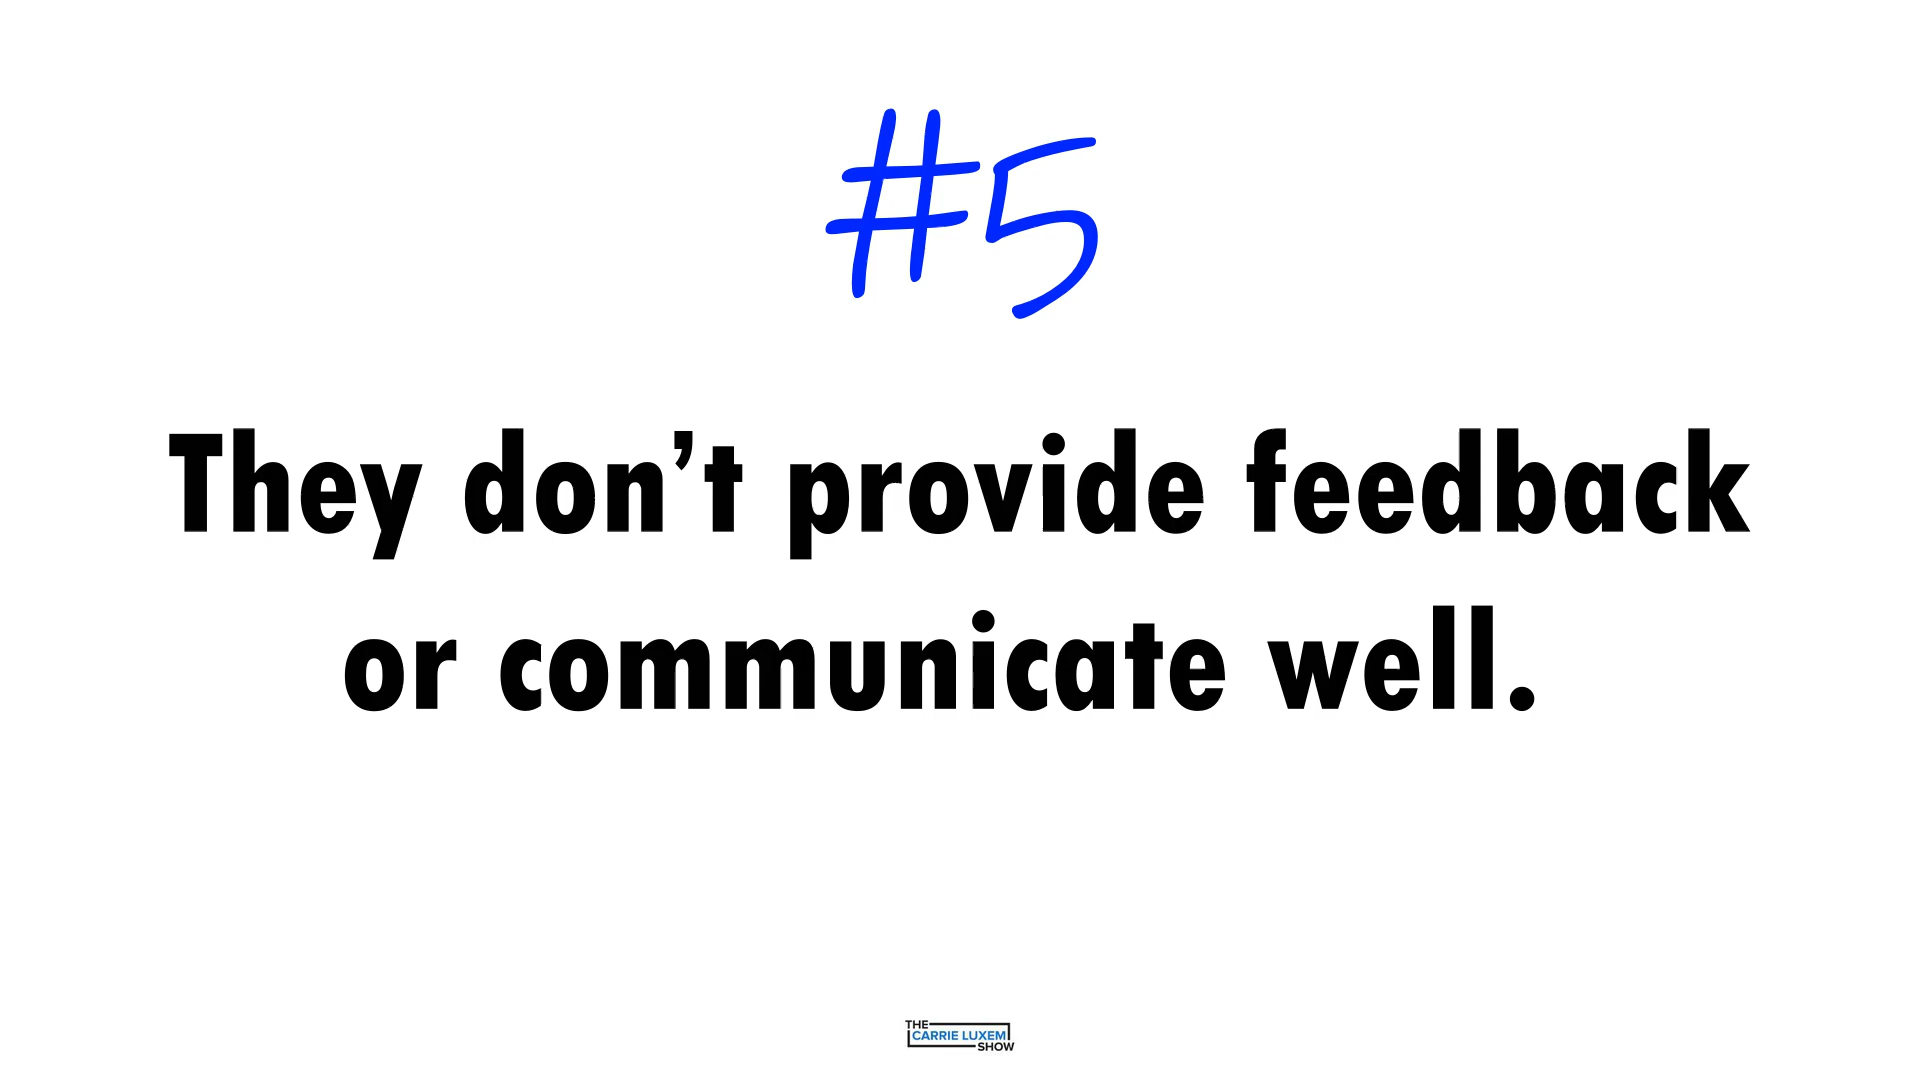 #5
They don’t provide feedback
or communicate well.
THE
CARRIE LUXEM
SHOW